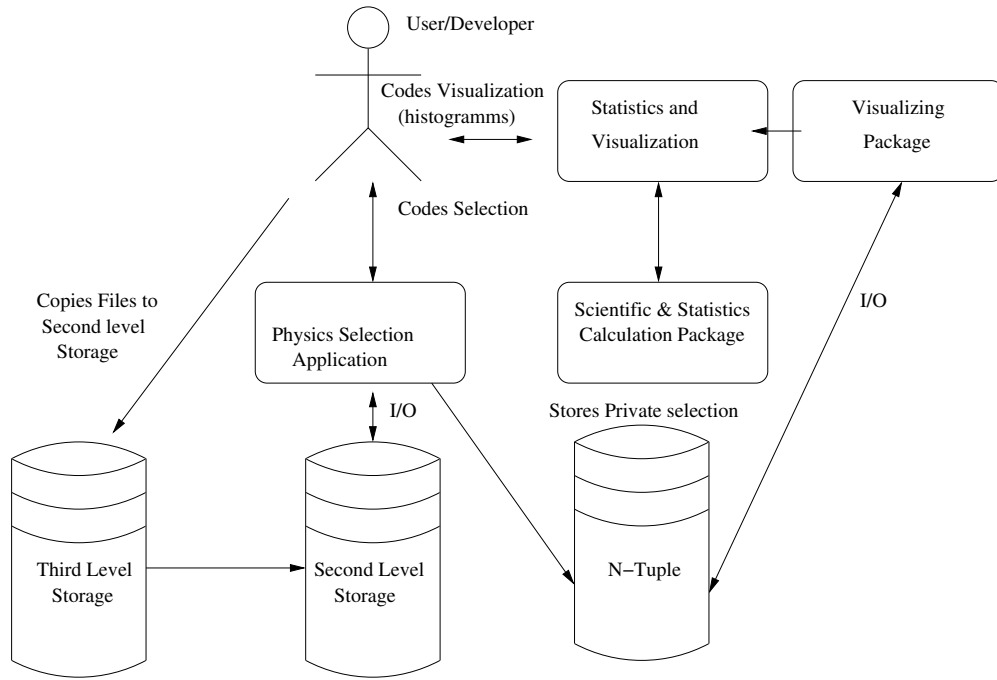 User/Developer
Codes Visualization
(histogramms)
Statistics and
Visualization
Visualizing
Package
Codes Selection
Copies Files to
Second level
Storage
Physics Selection
Application
Scientific & Statistics
Calculation Package
I/O
I/O
Stores Private selection
Third Level
Storage
Second Level
Storage
N−Tuple